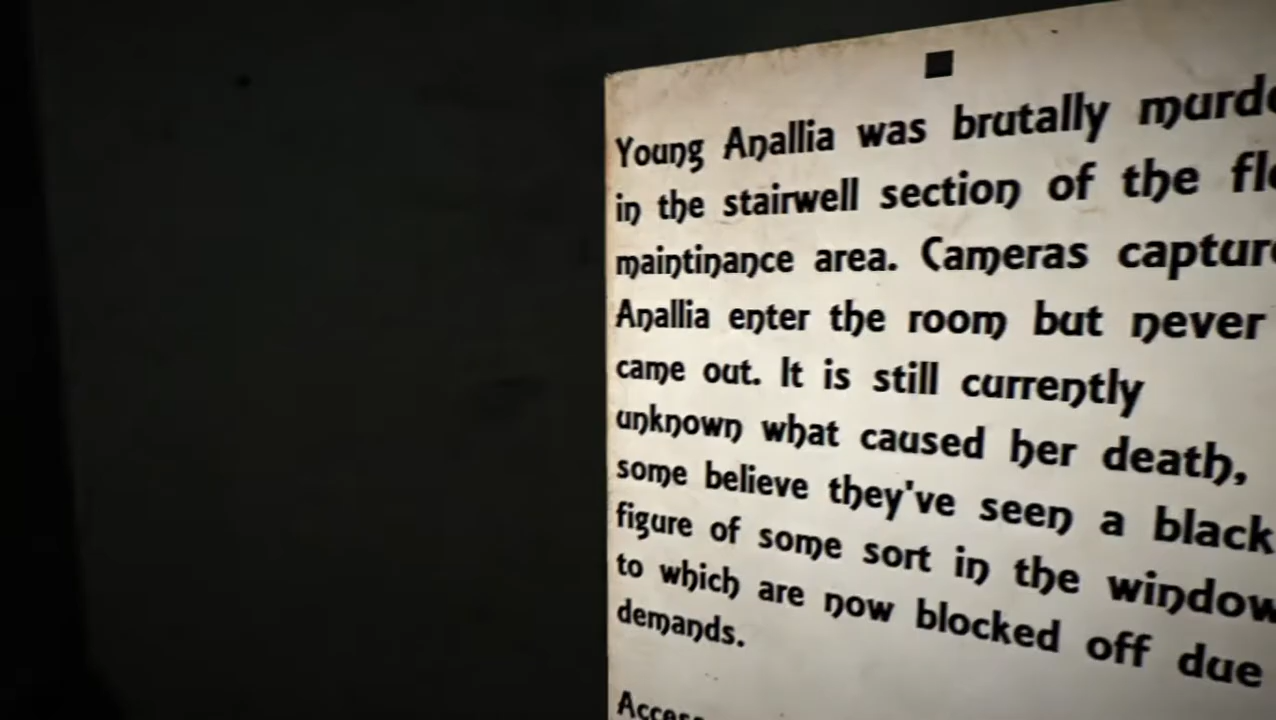 Young Anallia was brutally
in the stairwell section of the
maintinance area. Cameras
Anallia enter the room but never
came out. It is still currently
unknown what caused her death,
some believe they've seen a black
figure of some sort in the
to which are now blocked off due
demands.